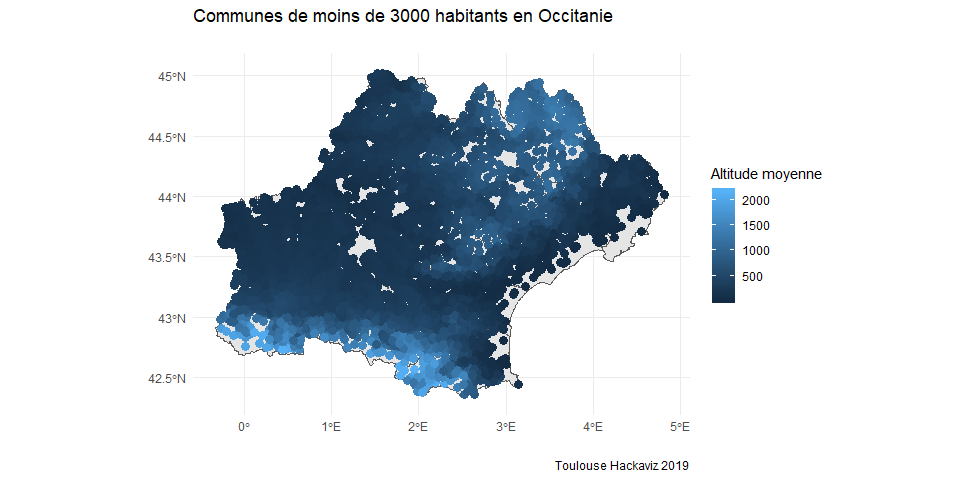 Communes de moins de 3000 habitants en Occitanie
45°N
44.5°N
44°N
43.5°N
43°N
42.5°N
0°
1°E
2°E
3°E
4°E
5°E
Altitude moyenne
2000
1500
1000
500
Toulouse Hackaviz 2019